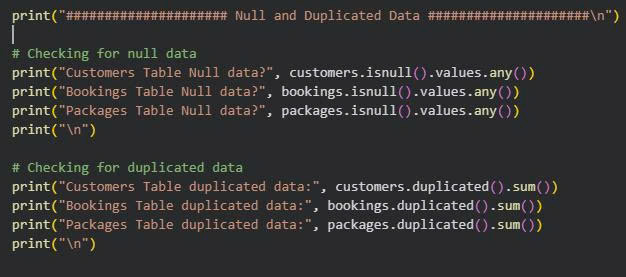 print("##################### Null and Duplicated Data #####################\n")
# Checking for null data
print("Customers Table Null data?", customers.isnull().values.any())
print("Bookings Table Null data?", bookings.isnull().values.any())
print("Packages Table Null data?", packages.isnull().values.any())
print("\n")
# Checking for duplicated data
print("Customers Table duplicated data:", customers.duplicated().sum())
print("Bookings Table duplicated data:", bookings.duplicated().sum())
print("Packages Table duplicated data:", packages.duplicated().sum())
print("\n")